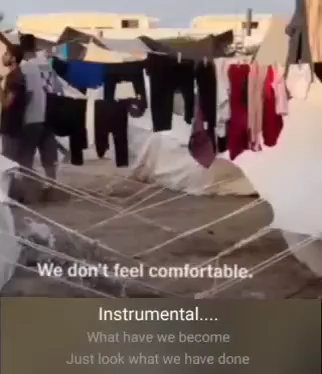 We don't feel comfortable.
Instrumental....
What have we become
Just look what we have done